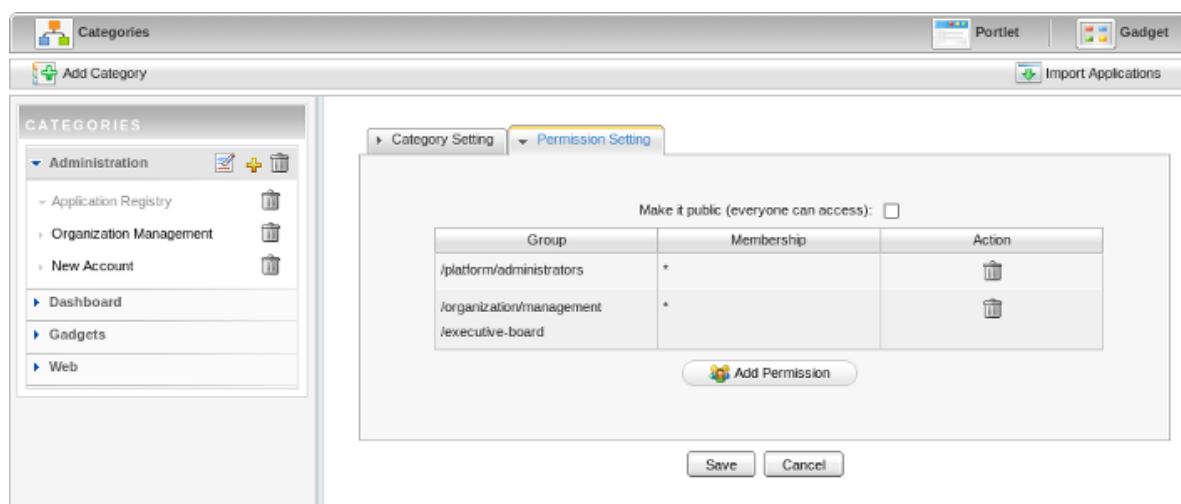 Categories
Portlet
Gadget
Add Category
Import Applications
CATEGORIES
Administration
Application Registry
Organization Management
New Account
Dashboard
Gadgets
Web
Category Setting
Permission Setting
Make it public (everyone can access):
Group Membership Action
/platform/administrators *
/organization/management *
/executive-board
Add Permission
Save Cancel